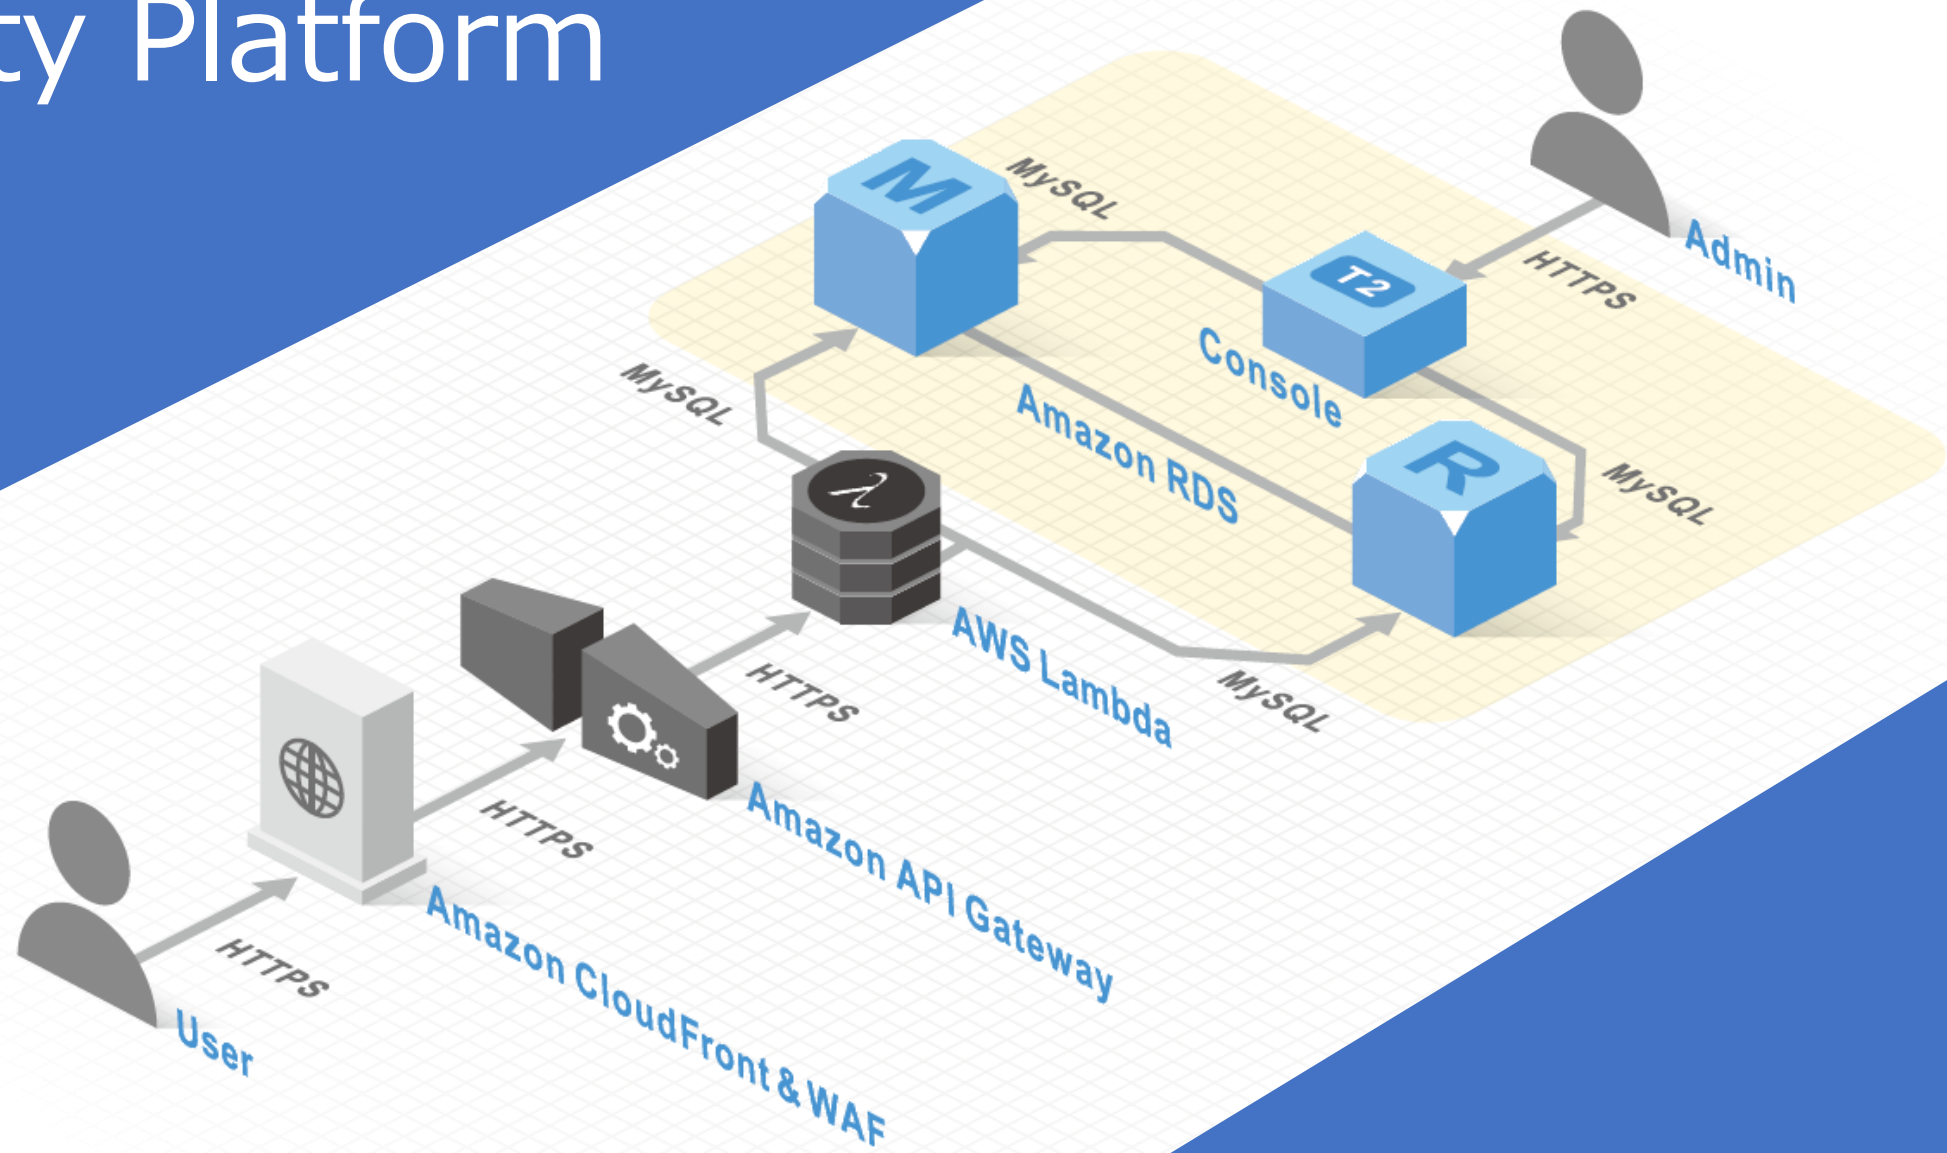 ty Platform
M
MySQL
Admin
T2
HTTPS
Console
MySQL
Amazon RDS
R
MySQL
λ
AWS Lambda
MySQL
HTTPS
Amazon API Gateway
HTTPS
Amazon CloudFront & WAF
HTTPS
User